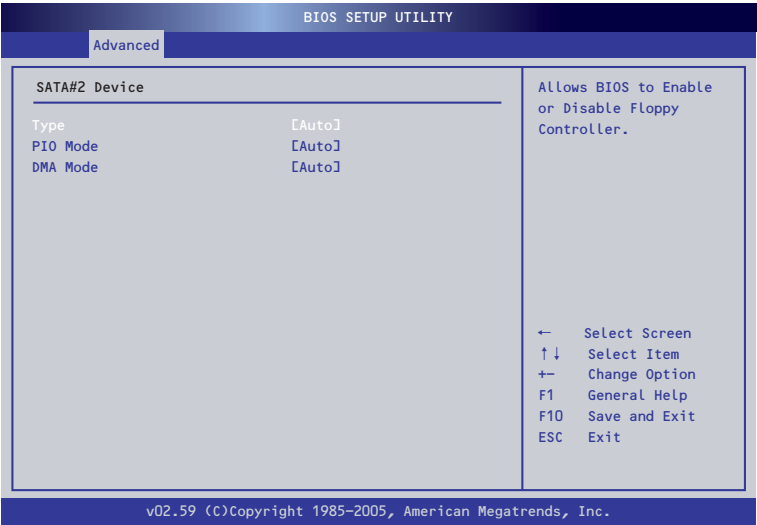 BIOS SETUP UTILITY
Advanced
SATA#2 Device
Type [Auto]
PIO Mode [Auto]
DMA Mode [Auto]
Allows BIOS to Enable
or Disable Floppy
Controller.
← Select Screen
↑↓ Select Item
+- Change Option
F1 General Help
F10 Save and Exit
ESC Exit
v02.59 (C)Copyright 1985-2005, American Megatrends, Inc.